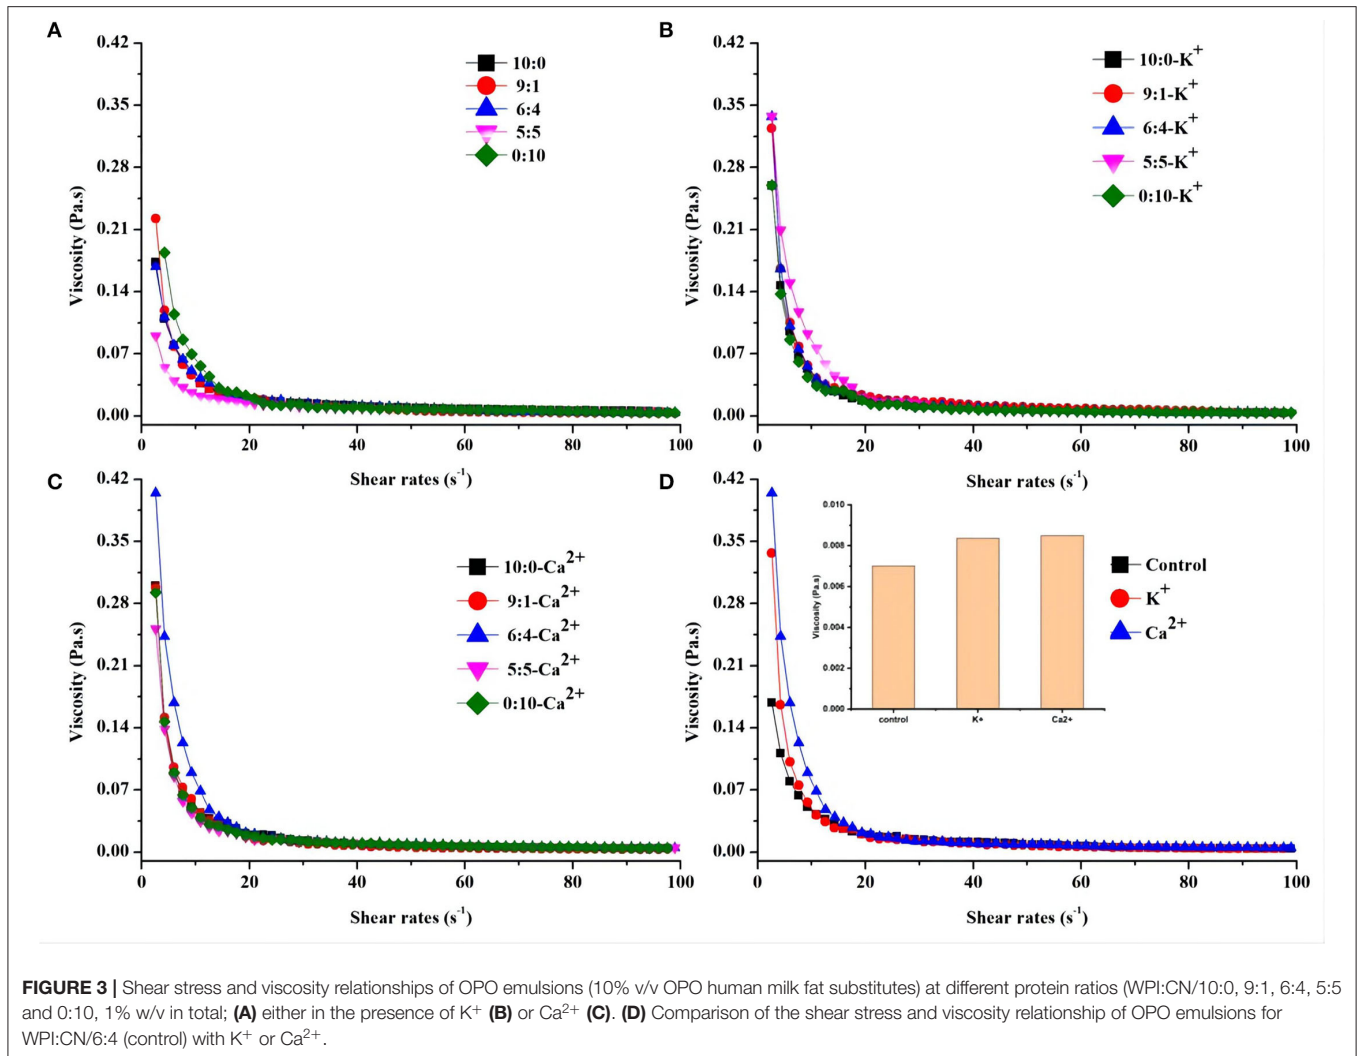 A
0.42
0.35
0.28
0.21
0.14
0.07
0.00
Viscosity (Pa.s)
10:0
9:1
6:4
5:5
0:10
0 20 40 60 80 100
Shear rates (s⁻¹)
B
0.42
0.35
0.28
0.21
0.14
0.07
0.00
Viscosity (Pa.s)
10:0-K⁺
9:1-K⁺
6:4-K⁺
5:5-K⁺
0:10-K⁺
0 20 40 60 80 100
Shear rates (s⁻¹)
C
0.42
0.35
0.28
0.21
0.14
0.07
0.00
Viscosity (Pa.s)
10:0-Ca²⁺
9:1-Ca²⁺
6:4-Ca²⁺
5:5-Ca²⁺
0:10-Ca²⁺
0 20 40 60 80 100
Shear rates (s⁻¹)
D
0.42
0.35
0.28
0.21
0.14
0.07
0.00
Viscosity (Pa.s)
0.010
0.008
0.006
0.004
0.002
0.000
Viscosity (Pa.s)
control K+ Ca2+
Control
K⁺
Ca²⁺
0 20 40 60 80 100
Shear rates (s⁻¹)
FIGURE 3 | Shear stress and viscosity relationships of OPO emulsions (10% v/v OPO human milk fat substitutes) at different protein ratios (WPI:CN/10:0, 9:1, 6:4, 5:5
and 0:10, 1% w/v in total; (A) either in the presence of K⁺ (B) or Ca²⁺ (C). (D) Comparison of the shear stress and viscosity relationship of OPO emulsions for
WPI:CN/6:4 (control) with K⁺ or Ca²⁺.